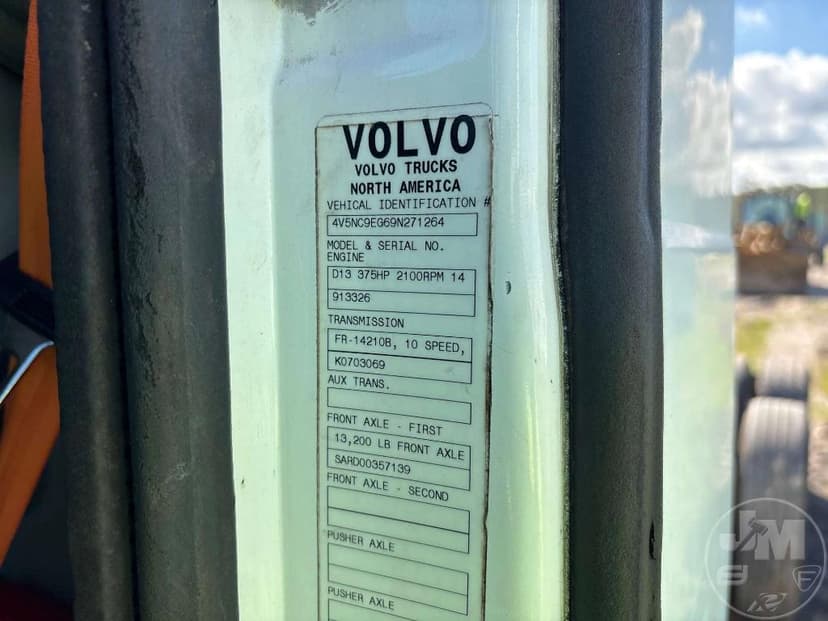 VOLVO
VOLVO TRUCKS
NORTH AMERICA
VEHICAL IDENTIFICATION #
4V5NC9EG69N271264
MODEL & SERIAL NO.
ENGINE
D13 375HP 2100RPM 14
913326
TRANSMISSION
FR-14210B, 10 SPEED,
K0703069
AUX TRANS.
FRONT AXLE - FIRST
13,200 LB FRONT AXLE
SARD00357139
FRONT AXLE - SECOND
PUSHER AXLE
PUSHER AXLE
JM